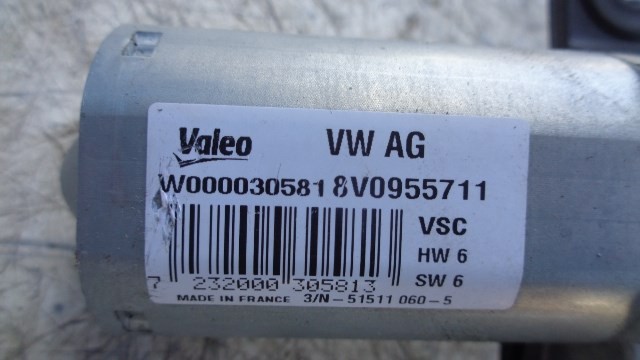 Valeo VW AG
W000030581 8V0955711
VSC
HW 6
7 232000 305813 SW 6
MADE IN FRANCE 3/N-51511 060-5